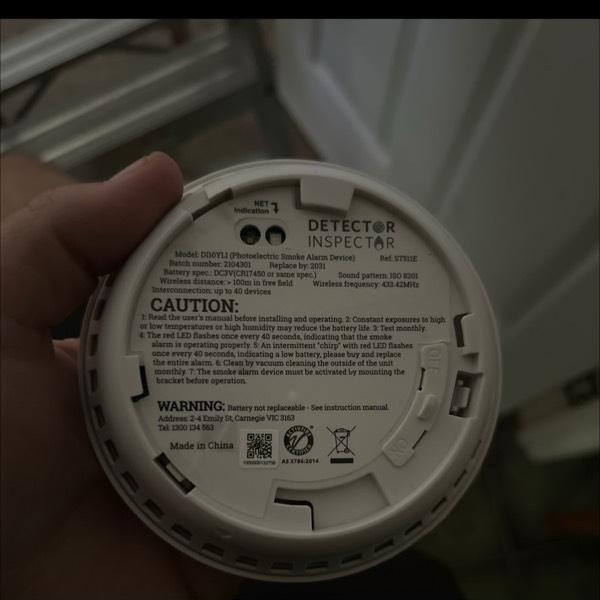 NET
Indication
DETECTOR
INSPECTOR
Model: DI10YLI (Photoelectric Smoke Alarm Device) Ref: ST911E
Batch number: 2104301 Replace by: 2031
Battery spec.: DC3V(CR17450 or same spec.) Sound pattern: ISO 8201
Wireless distance: > 100m in free field Wireless frequency: 433.42MHz
Interconnection: up to 40 devices
CAUTION:
1: Read the user's manual before installing and operating. 2: Constant exposures to high
or low temperatures or high humidity may reduce the battery life. 3: Test monthly.
4: The red LED flashes once every 40 seconds, indicating that the smoke
alarm is operating properly. 5: An intermittent "chirp" with red LED flashes
once every 40 seconds, indicating a low battery, please buy and replace
the entire alarm. 6: Clean by vacuum cleaning the outside of the unit
monthly. 7: The smoke alarm device must be activated by mounting the
bracket before operation.
OFF
ON
WARNING: Battery not replaceable - See instruction manual.
Address: 2-4 Emily St, Carnegie VIC 3163
Tel: 1300 134 563
Made in China
ACTIVFIRE
CERTIFIED
AS 3786:2014